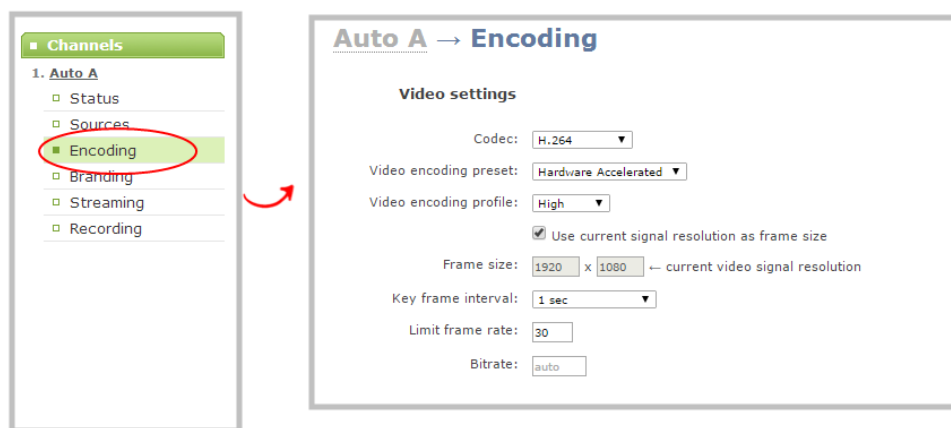 Channels
1. Auto A
Status
Sources
Encoding
Branding
Streaming
Recording
Auto A → Encoding
Video settings
Codec: H.264
Video encoding preset: Hardware Accelerated
Video encoding profile: High
Use current signal resolution as frame size
Frame size: 1920 x 1080 ← current video signal resolution
Key frame interval: 1 sec
Limit frame rate: 30
Bitrate: auto